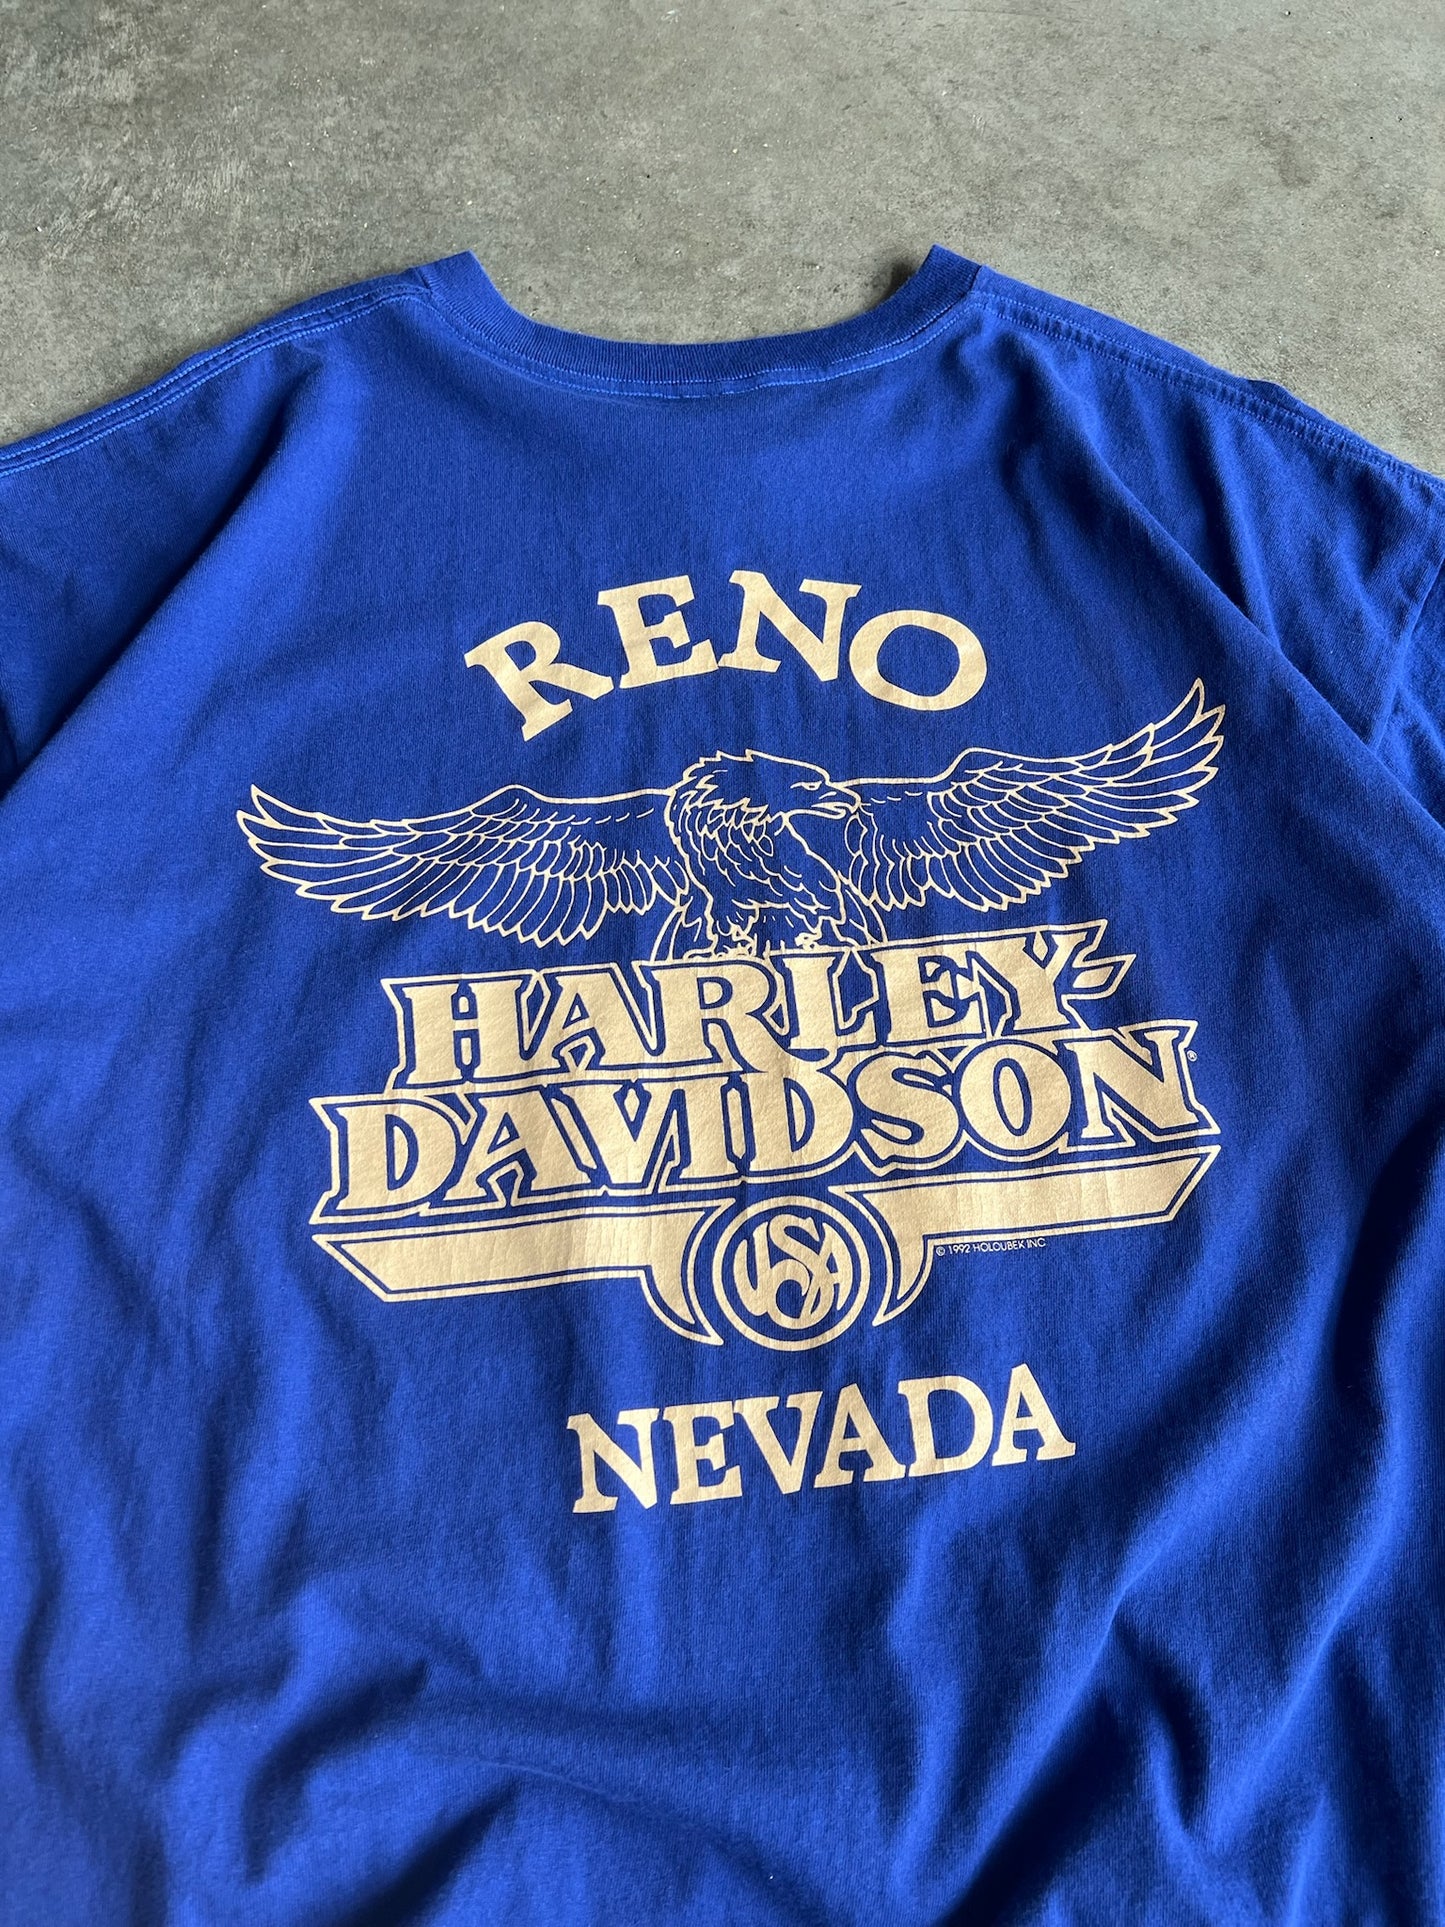 RENO
HARLEY-
DAVIDSON®
USA
© 1992 HOLOUBEK INC
NEVADA